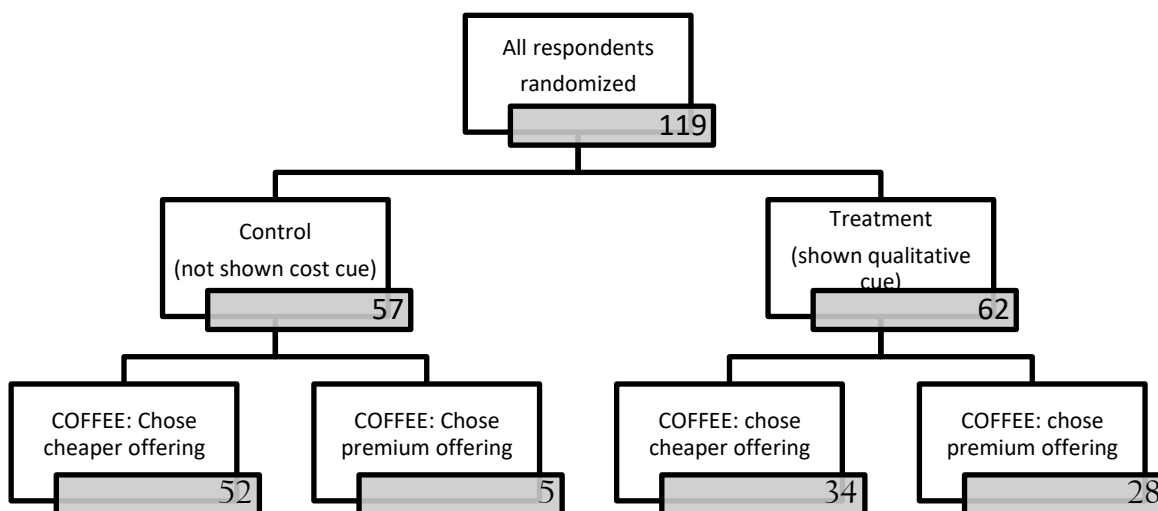 All respondents
randomized
119
Control
(not shown cost cue)
57
Treatment
(shown qualitative
cue)
62
COFFEE: Chose
cheaper offering
52
COFFEE: Chose
premium offering
5
COFFEE: chose
cheaper offering
34
COFFEE: chose
premium offering
28